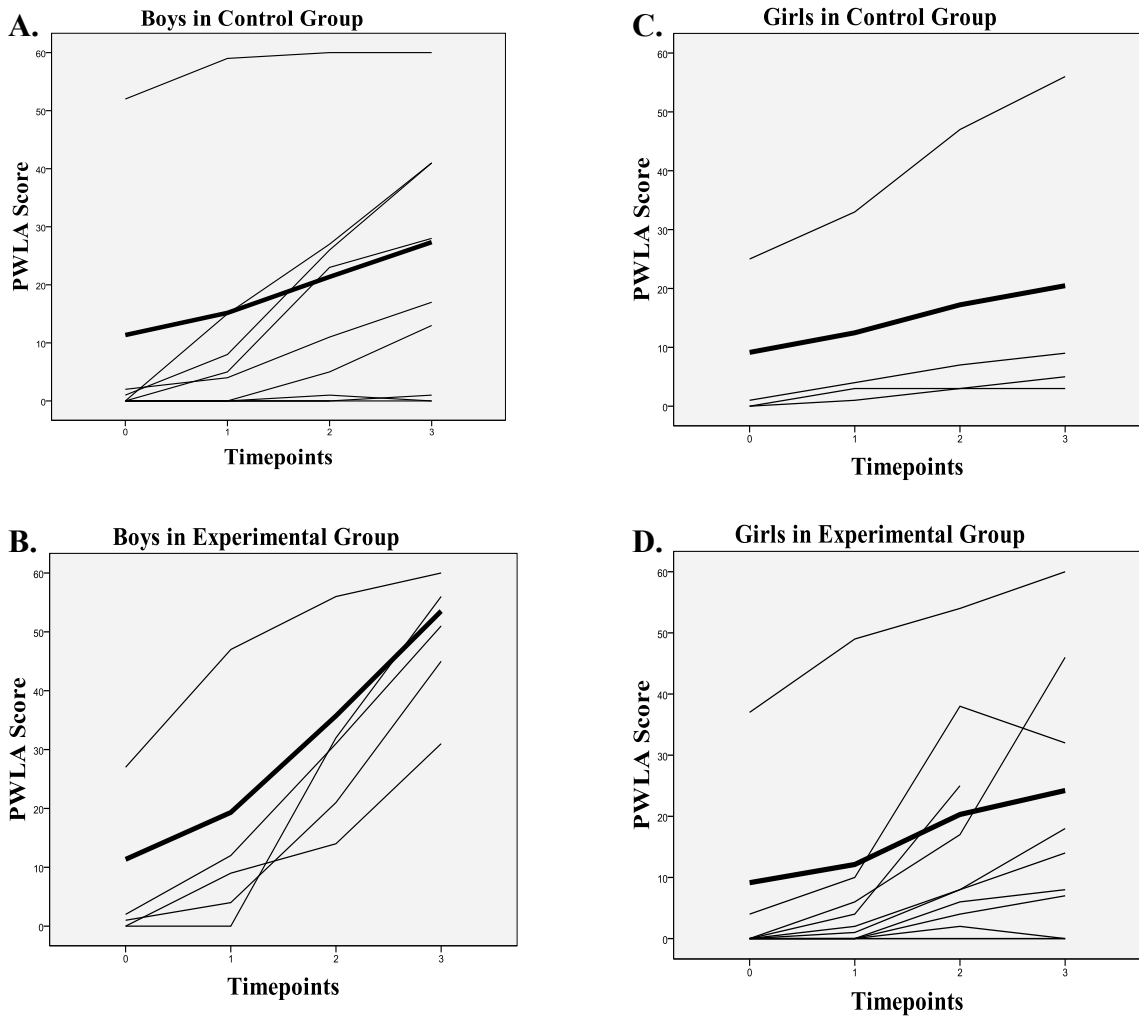 A.
Boys in Control Group
60
50
40
30
20
10
0
PWLA Score
0 1 2 3
Timepoints
C.
Girls in Control Group
60
50
40
30
20
10
0
PWLA Score
0 1 2 3
Timepoints
B.
Boys in Experimental Group
60
50
40
30
20
10
0
PWLA Score
0 1 2 3
Timepoints
D.
Girls in Experimental Group
60
50
40
30
20
10
0
PWLA Score
0 1 2 3
Timepoints